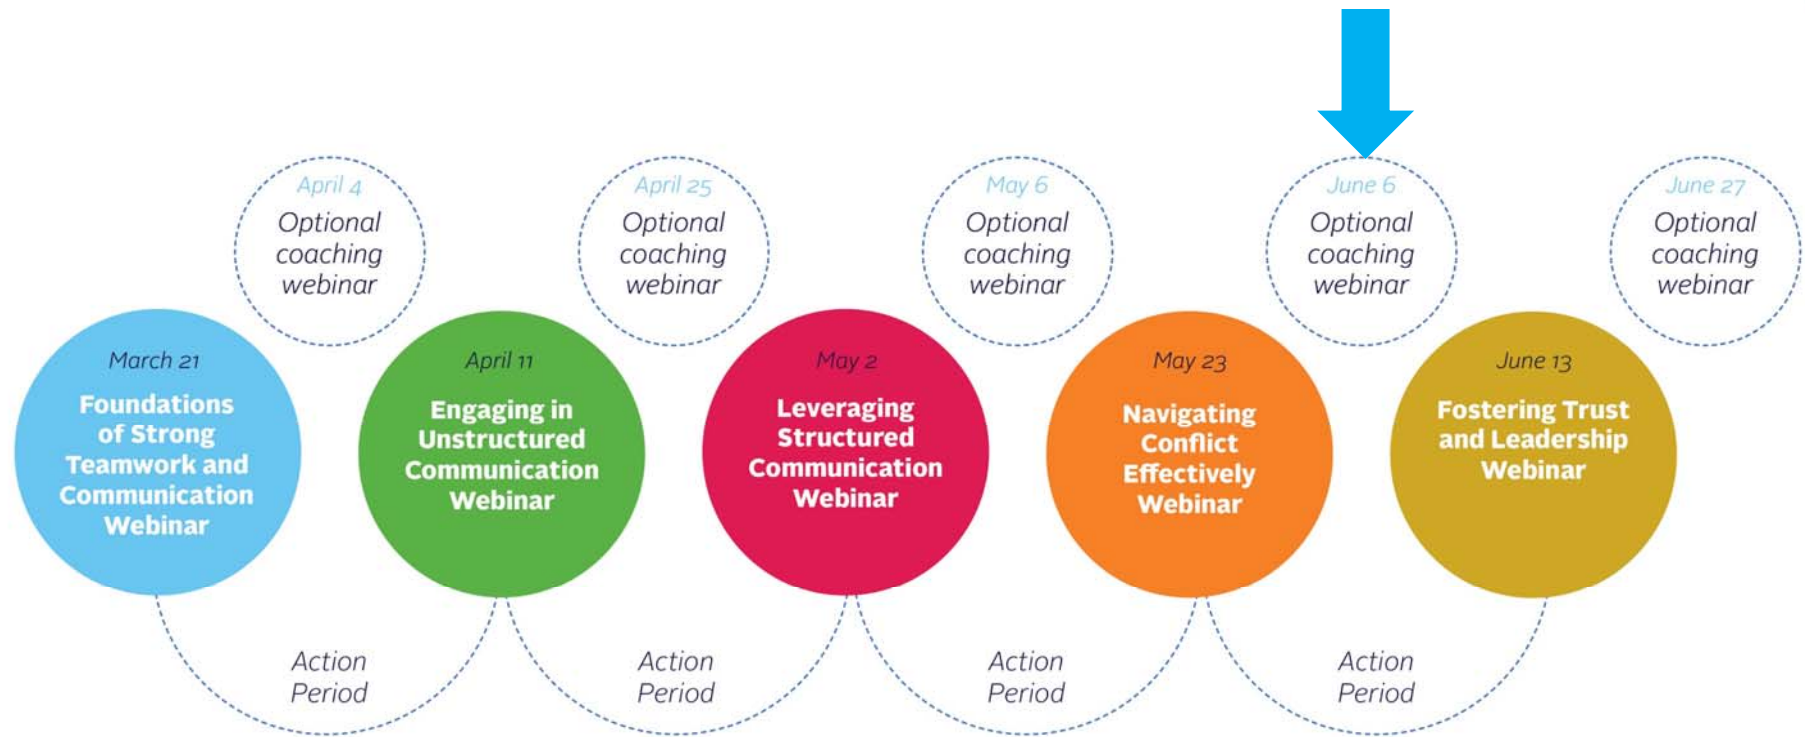 April 4
Optional
coaching
webinar
April 25
Optional
coaching
webinar
May 6
Optional
coaching
webinar
June 6
Optional
coaching
webinar
June 27
Optional
coaching
webinar
March 21
Foundations
of Strong
Teamwork and
Communication
Webinar
April 11
Engaging in
Unstructured
Communication
Webinar
May 2
Leveraging
Structured
Communication
Webinar
May 23
Navigating
Conflict
Effectively
Webinar
June 13
Fostering Trust
and Leadership
Webinar
Action
Period
Action
Period
Action
Period
Action
Period